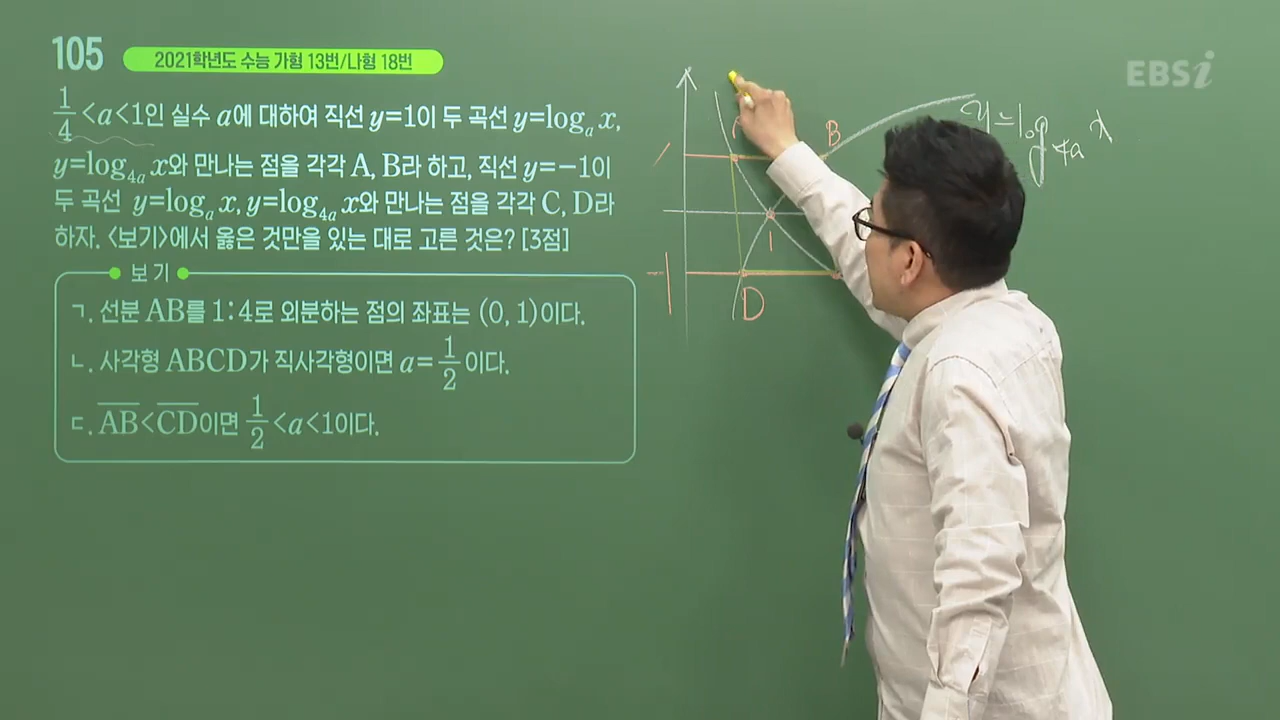 105 2021학년도 수능 가형 13번/나형 18번
1/4<a<1인 실수 a에 대하여 직선 y=1이 두 곡선 y=logₐ x,
y=log₄ₐ x와 만나는 점을 각각 A, B라 하고, 직선 y=−1이
두 곡선 y=logₐ x, y=log₄ₐ x와 만나는 점을 각각 C, D라
하자. <보기>에서 옳은 것만을 있는 대로 고른 것은? [3점]
보기
ㄱ. 선분 AB를 1:4로 외분하는 점의 좌표는 (0, 1)이다.
ㄴ. 사각형 ABCD가 직사각형이면 a=1/2이다.
ㄷ. AB<CD이면 1/2<a<1이다.
EBSi
y=log₄ₐ x
B
1
1
-1
D